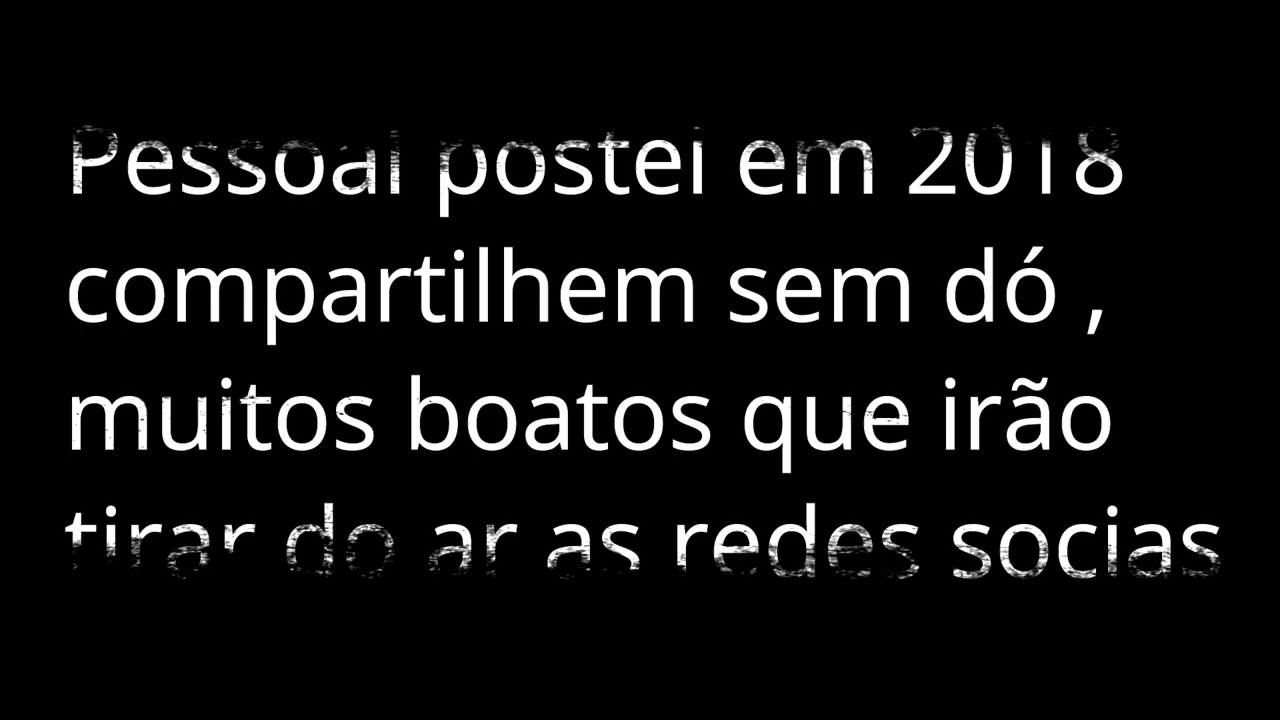 Pessoal postei em 2018
compartilhem sem dó ,
muitos boatos que irão
tirar do ar as redes socias